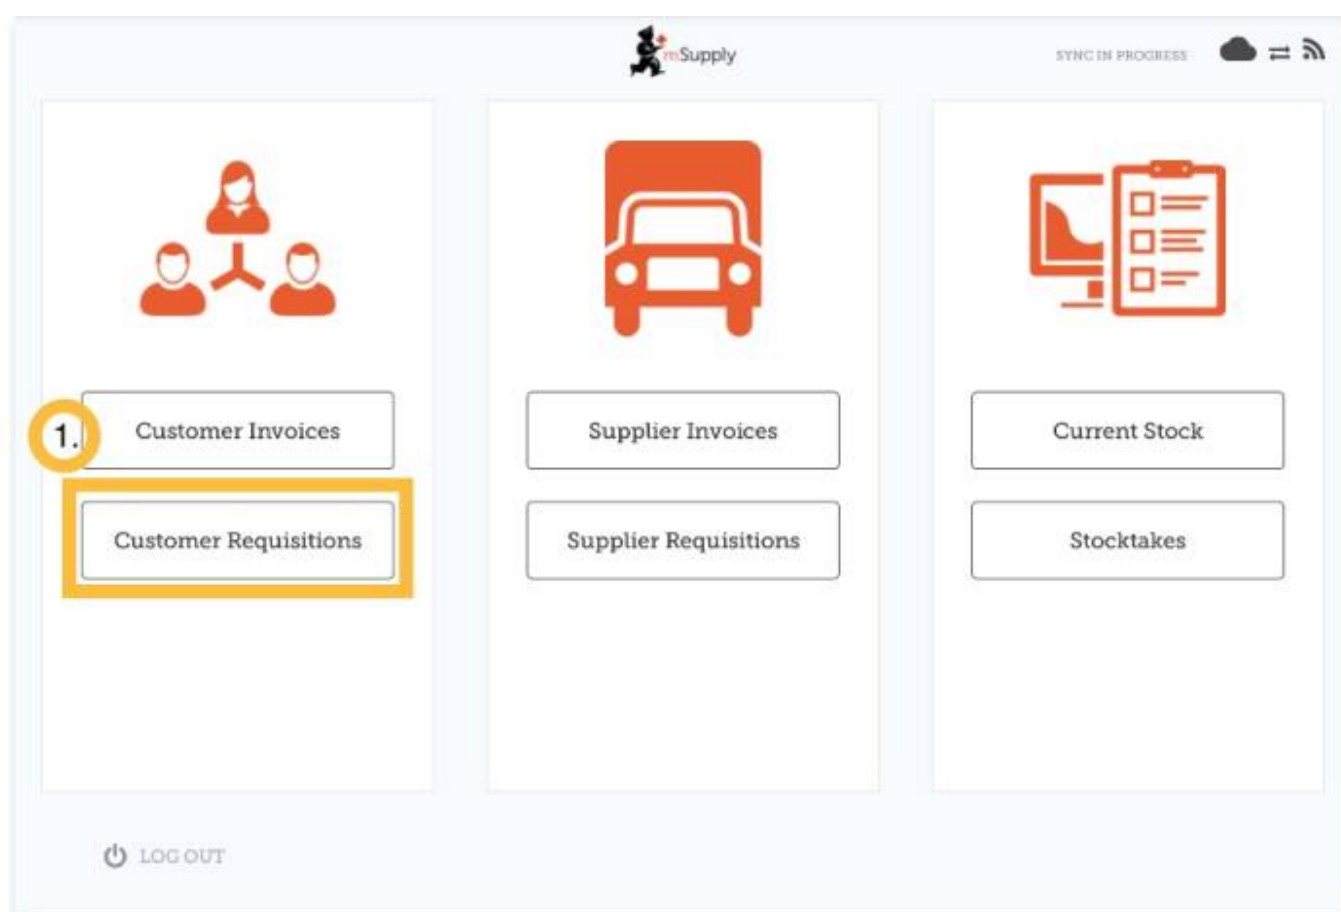 mSupply
SYNC IN PROGRESS
1.
Customer Invoices
Customer Requisitions
Supplier Invoices
Supplier Requisitions
Current Stock
Stocktakes
LOG OUT